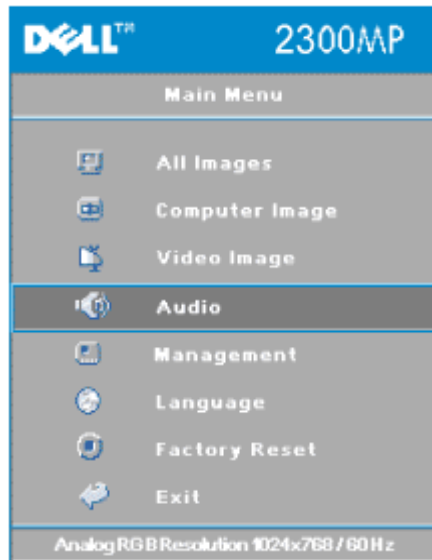 DELL™ 2300MP
Main Menu
All Images
Computer Image
Video Image
Audio
Management
Language
Factory Reset
Exit
Analog RGB Resolution 1024x768 / 60Hz